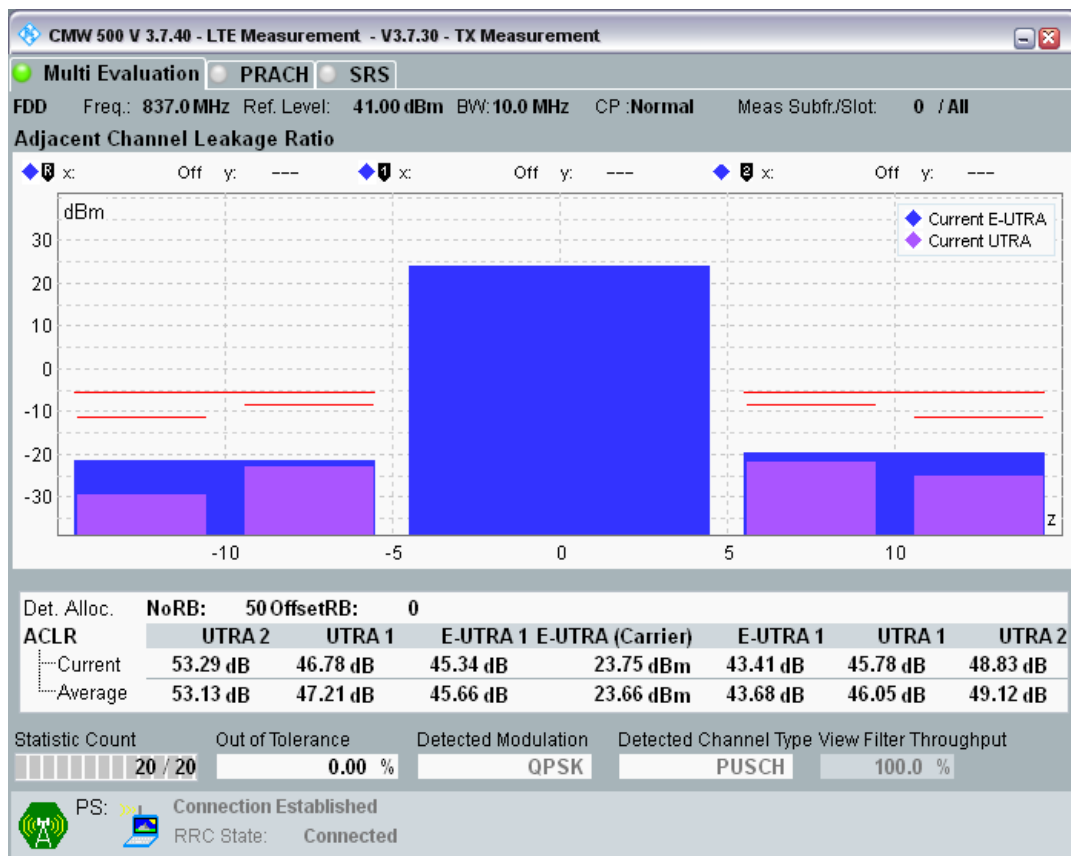 CMW 500 V 3.7.40 - LTE Measurement - V3.7.30 - TX Measurement
Multi Evaluation PRACH SRS
FDD Freq.: 837.0 MHz Ref. Level: 41.00 dBm BW: 10.0 MHz CP :Normal Meas Subfr./Slot: 0 / All
Adjacent Channel Leakage Ratio
R x: Off y: --- 1 x: Off y: --- 2 x: Off y: ---
dBm
Current E-UTRA
Current UTRA
30
20
10
0
-10
-20
-30
z
-10 -5 0 5 10
Det. Alloc. NoRB: 50 OffsetRB: 0
ACLR UTRA 2 UTRA 1 E-UTRA 1 E-UTRA (Carrier) E-UTRA 1 UTRA 1 UTRA 2
Current 53.29 dB 46.78 dB 45.34 dB 23.75 dBm 43.41 dB 45.78 dB 48.83 dB
Average 53.13 dB 47.21 dB 45.66 dB 23.66 dBm 43.68 dB 46.05 dB 49.12 dB
Statistic Count Out of Tolerance Detected Modulation Detected Channel Type View Filter Throughput
20 / 20 0.00 % QPSK PUSCH 100.0 %
PS: Connection Established
RRC State: Connected